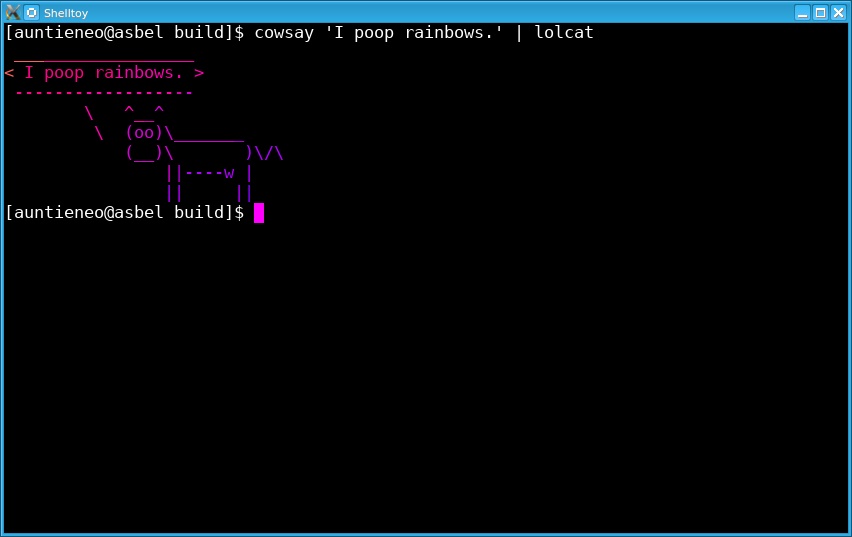 Shelltoy
[auntieneo@asbel build]$ cowsay 'I poop rainbows.' | lolcat
 __________________
< I poop rainbows. >
 ------------------
        \   ^__^
         \  (oo)\_______
            (__)\       )\/\
                ||----w |
                ||     ||
[auntieneo@asbel build]$